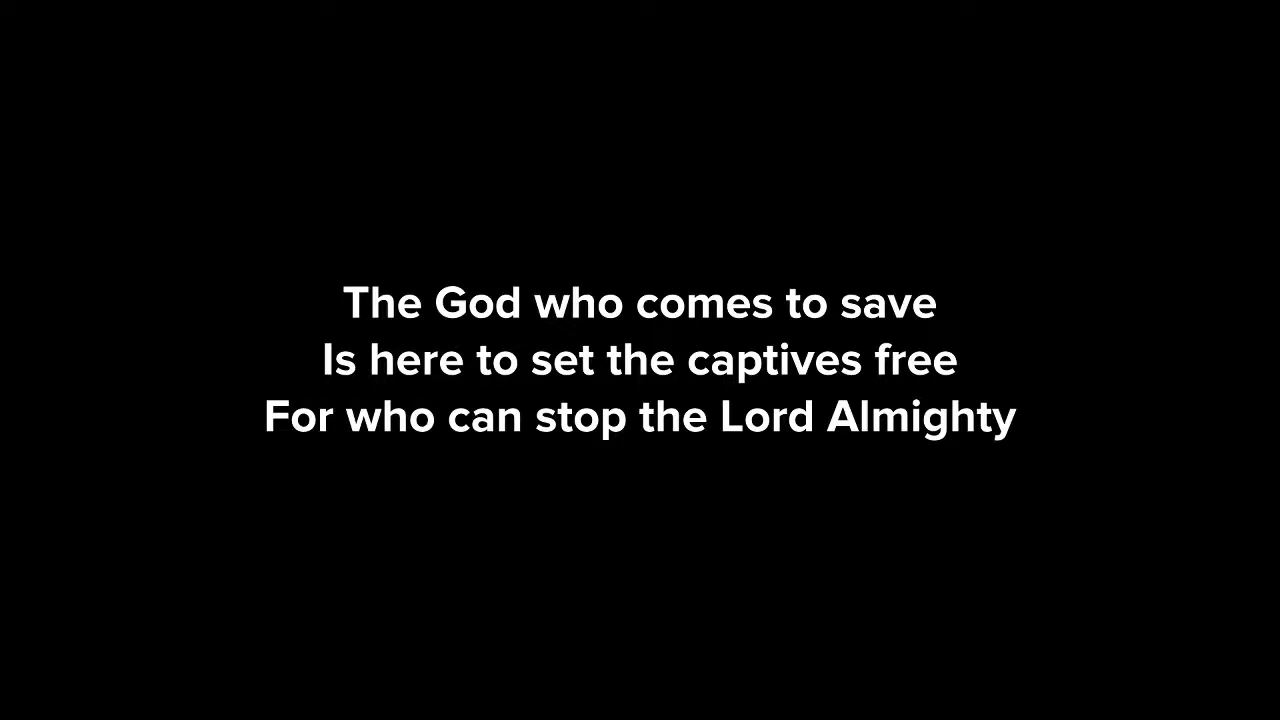 The God who comes to save
Is here to set the captives free
For who can stop the Lord Almighty